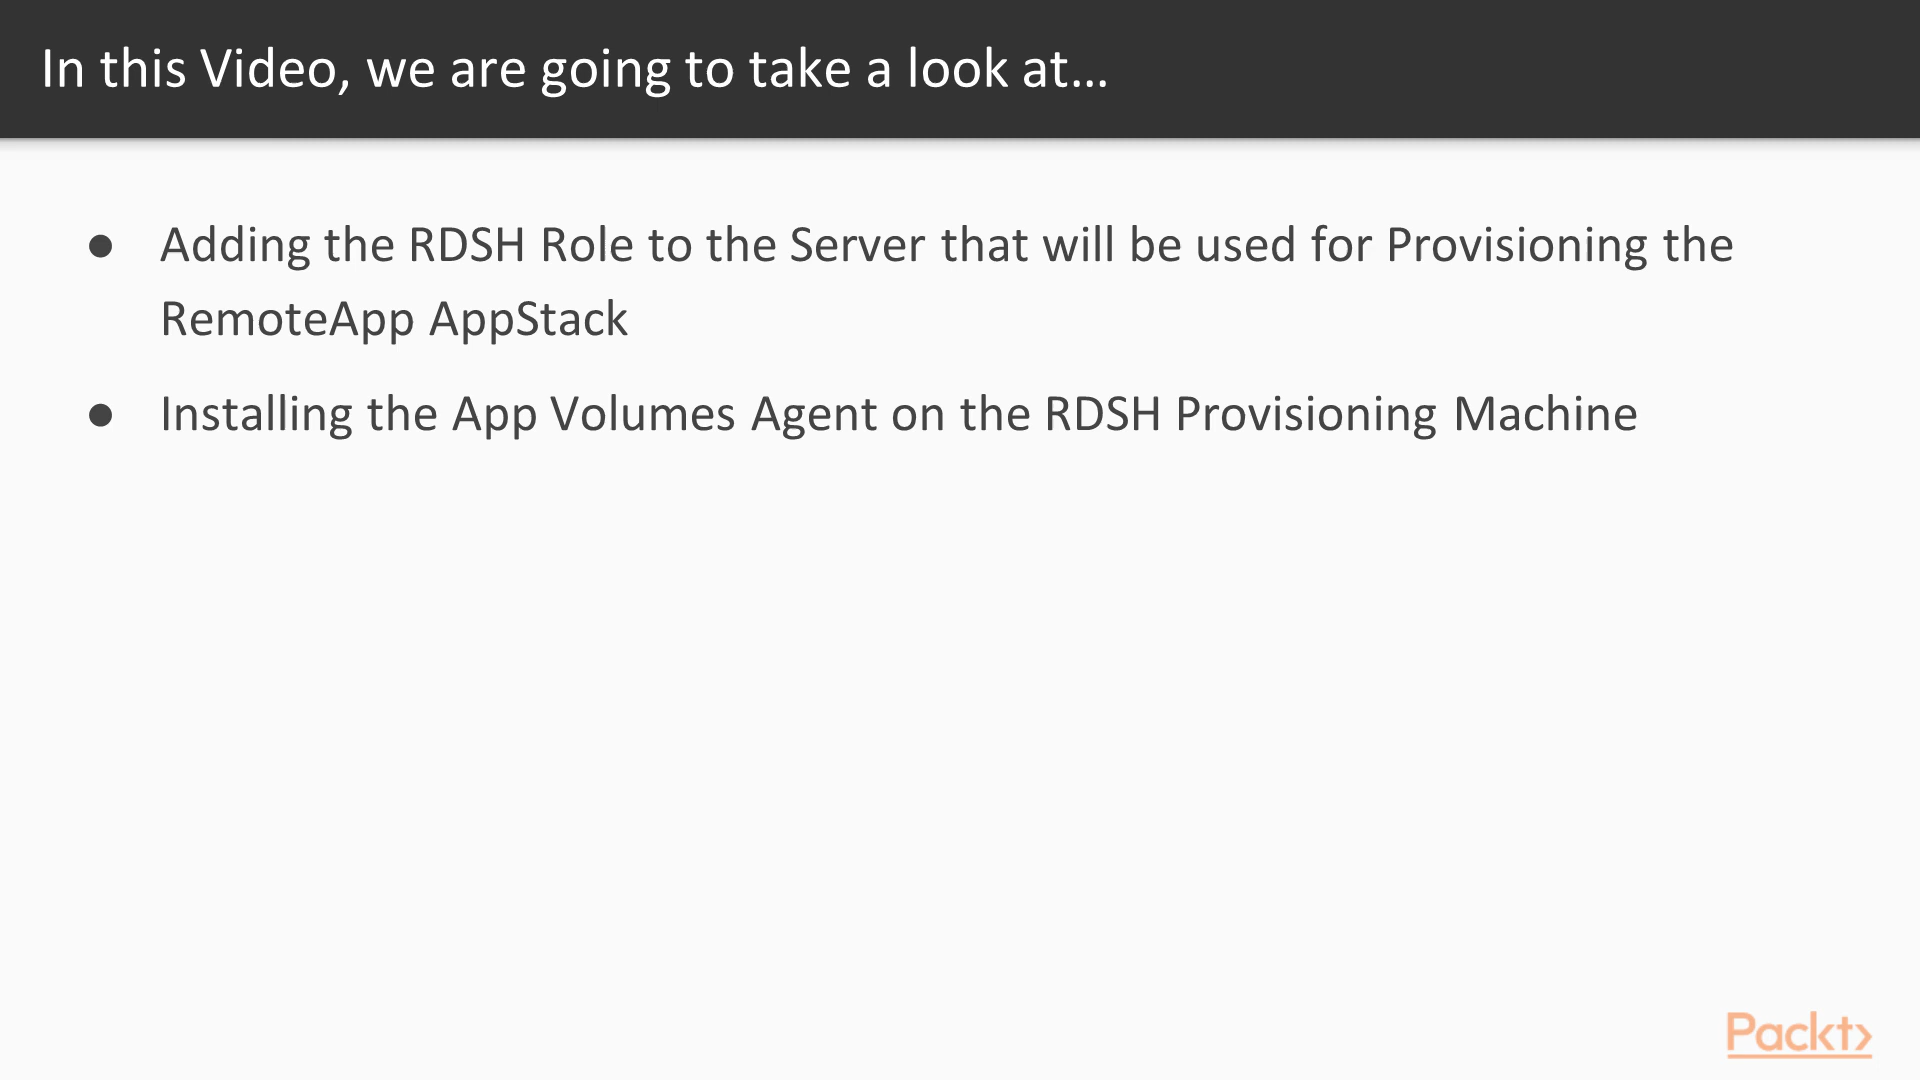 In this Video, we are going to take a look at...
● Adding the RDSH Role to the Server that will be used for Provisioning the
RemoteApp AppStack
● Installing the App Volumes Agent on the RDSH Provisioning Machine
Packt>